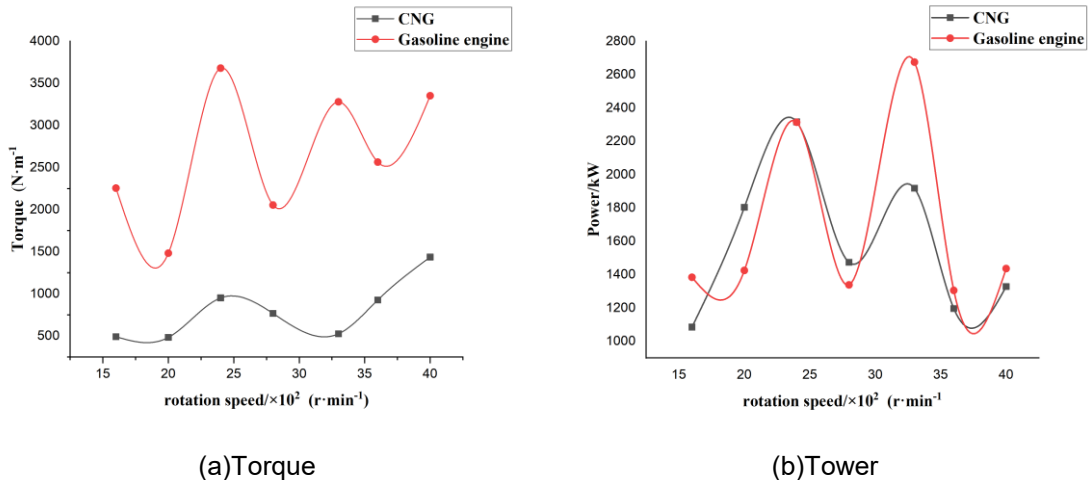 CNG
Gasoline engine
4000
3500
3000
2500
2000
1500
1000
500
Torque (N·m⁻¹)
15 20 25 30 35 40
rotation speed/×10² (r·min⁻¹)
(a)Torque
CNG
Gasoline engine
2800
2600
2400
2200
2000
1800
1600
1400
1200
1000
Power/kW
15 20 25 30 35 40
rotation speed/×10² (r·min⁻¹
(b)Tower